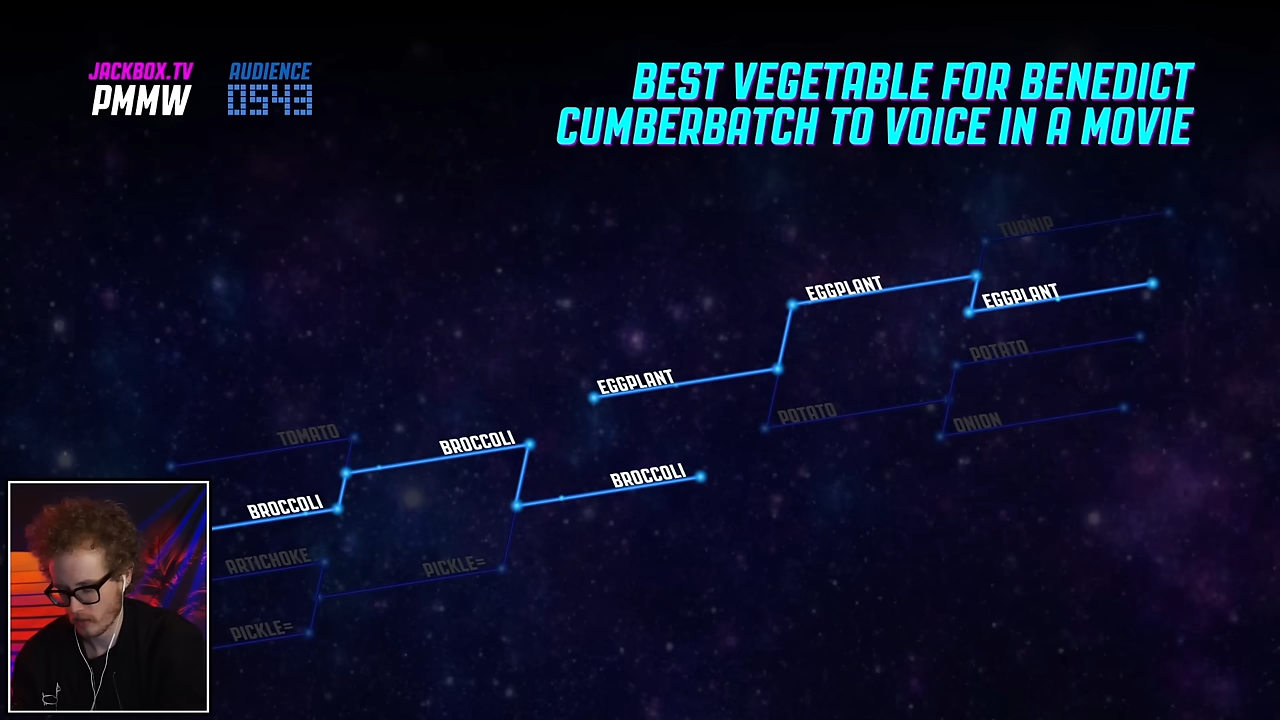 JACKBOX.TV
PMMW
AUDIENCE
0543
BEST VEGETABLE FOR BENEDICT
CUMBERBATCH TO VOICE IN A MOVIE
TURNIP
EGGPLANT
EGGPLANT
POTATO
EGGPLANT
POTATO
ONION
TOMATO
BROCCOLI
BROCCOLI
BROCCOLI
ARTICHOKE
PICKLE=
PICKLE=